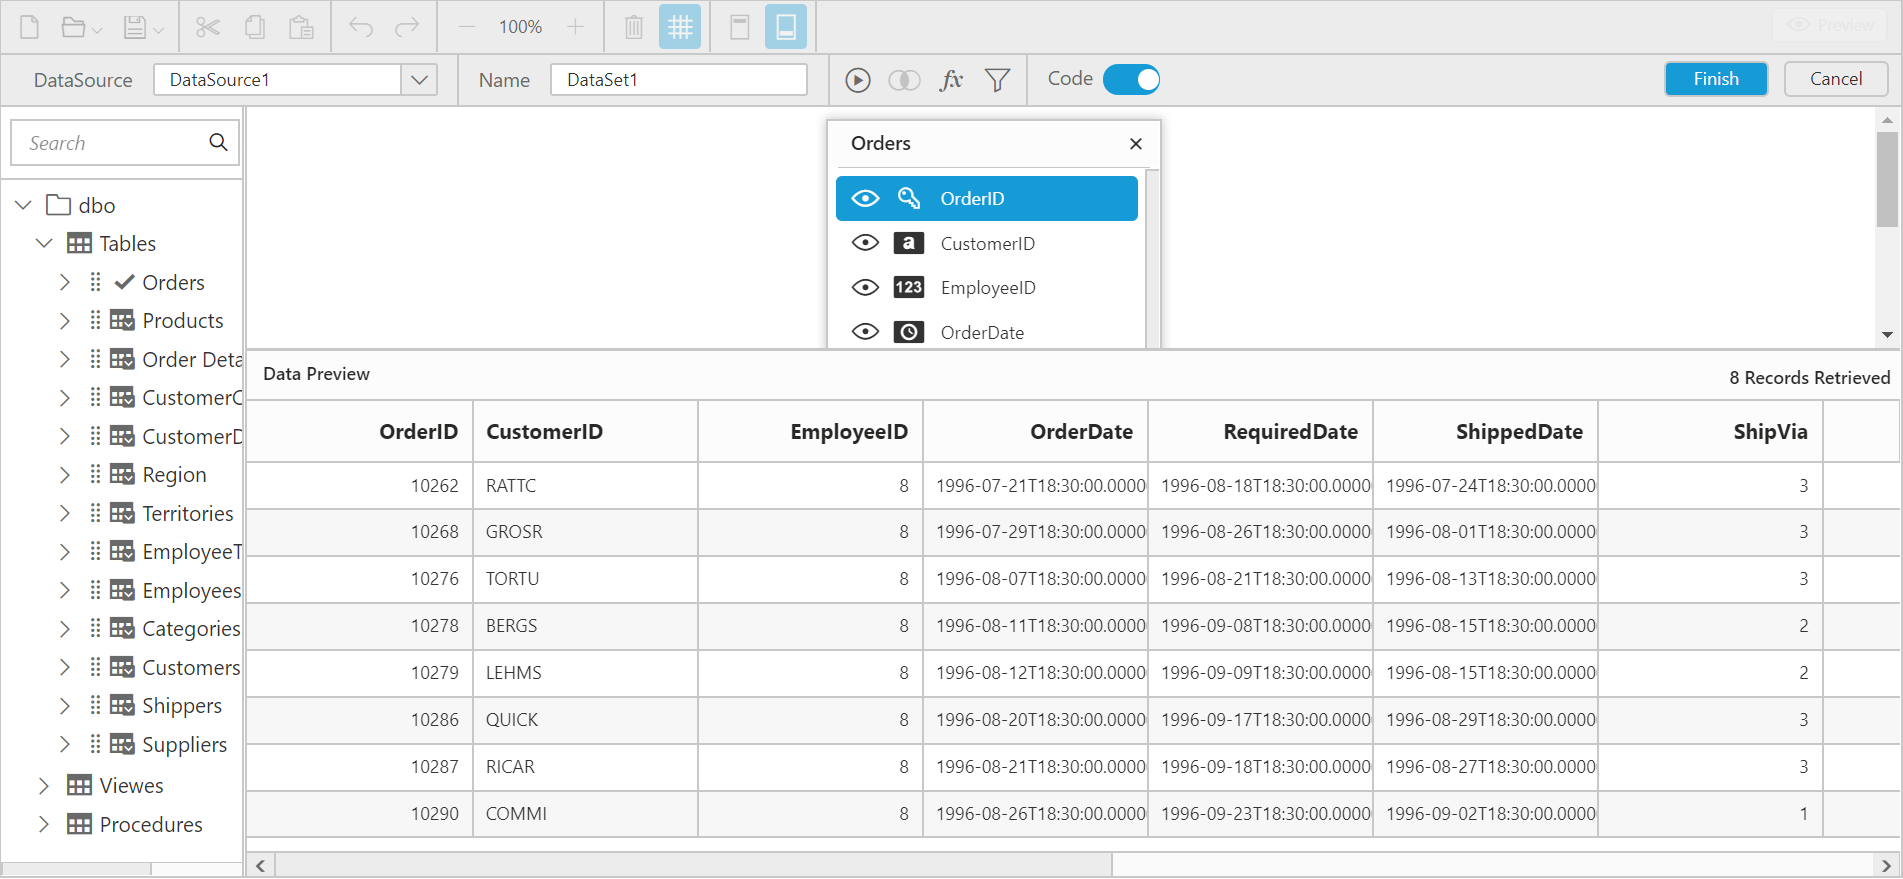 100% Preview
DataSource DataSource1 Name DataSet1 fx Code Finish Cancel
Search
dbo
Tables
Orders
Products
Order Deta
CustomerC
CustomerD
Region
Territories
EmployeeT
Employees
Categories
Customers
Shippers
Suppliers
Viewes
Procedures
Orders
OrderID
a CustomerID
123 EmployeeID
OrderDate
Data Preview 8 Records Retrieved
OrderID CustomerID EmployeeID OrderDate RequiredDate ShippedDate ShipVia
10262 RATTC 8 1996-07-21T18:30:00.0000 1996-08-18T18:30:00.0000 1996-07-24T18:30:00.0000 3
10268 GROSR 8 1996-07-29T18:30:00.0000 1996-08-26T18:30:00.0000 1996-08-01T18:30:00.0000 3
10276 TORTU 8 1996-08-07T18:30:00.0000 1996-08-21T18:30:00.0000 1996-08-13T18:30:00.0000 3
10278 BERGS 8 1996-08-11T18:30:00.0000 1996-09-08T18:30:00.0000 1996-08-15T18:30:00.0000 2
10279 LEHMS 8 1996-08-12T18:30:00.0000 1996-09-09T18:30:00.0000 1996-08-15T18:30:00.0000 2
10286 QUICK 8 1996-08-20T18:30:00.0000 1996-09-17T18:30:00.0000 1996-08-29T18:30:00.0000 3
10287 RICAR 8 1996-08-21T18:30:00.0000 1996-09-18T18:30:00.0000 1996-08-27T18:30:00.0000 3
10290 COMMI 8 1996-08-26T18:30:00.0000 1996-09-23T18:30:00.0000 1996-09-02T18:30:00.0000 1